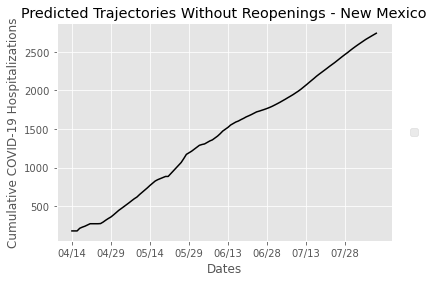 Predicted Trajectories Without Reopenings - New Mexico
Cumulative COVID-19 Hospitalizations
2500
2000
1500
1000
500
04/14 04/29 05/14 05/29 06/13 06/28 07/13 07/28
Dates